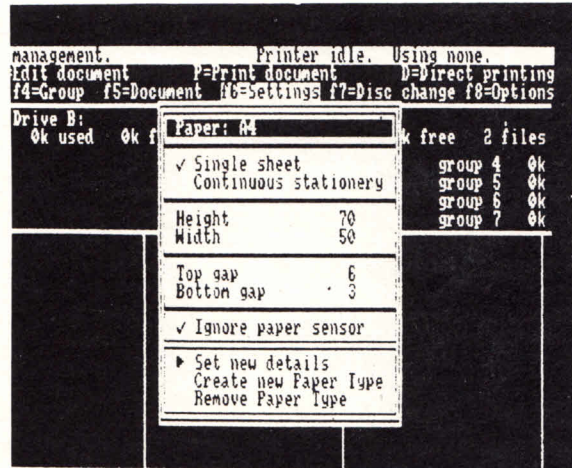 management. Printer idle. Using none.
Edit document P=Print document D=Direct printing
f4=Group f5=Document f6=Settings f7=Disc change f8=Options
Drive B:
0k used 0k f
k free 2 files
group 4 0k
group 5 0k
group 6 0k
group 7 0k
Paper: A4
✓ Single sheet
Continuous stationery
Height 70
Width 50
Top gap 6
Bottom gap 3
✓ Ignore paper sensor
▶ Set new details
Create new Paper Type
Remove Paper Type